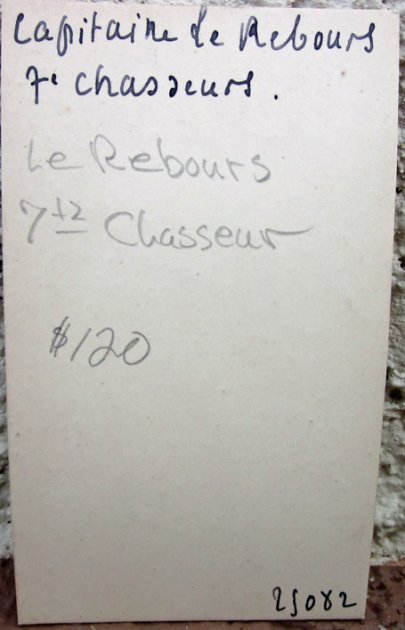 Capitaine Le Rebours
7e chasseurs.
Le Rebours
7th Chasseur
$120
25082